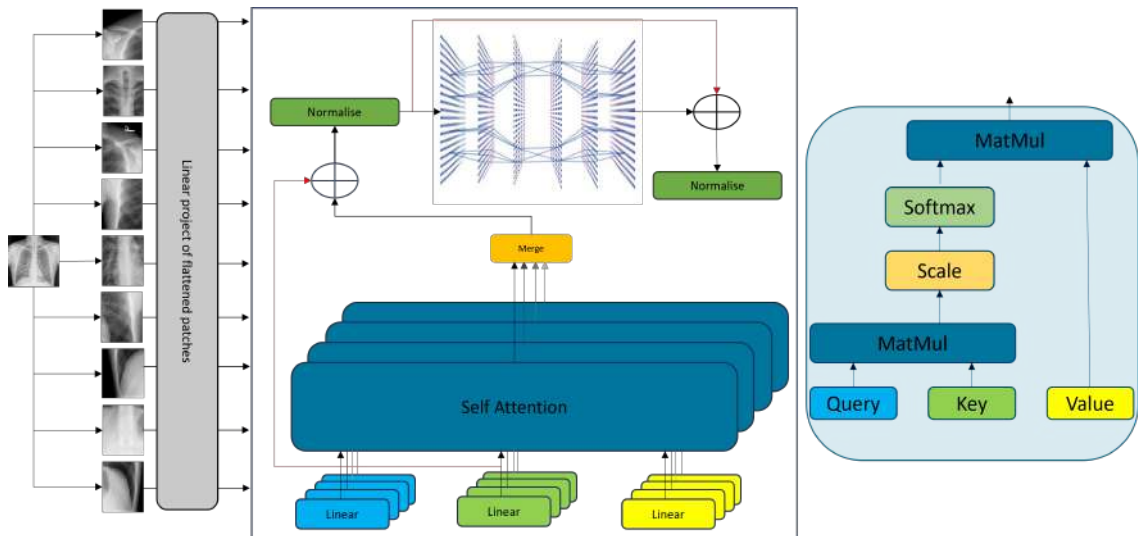 Linear project of flattened patches
Normalise
Normalise
Merge
Self Attention
Linear
Linear
Linear
MatMul
Softmax
Scale
MatMul
Query
Key
Value